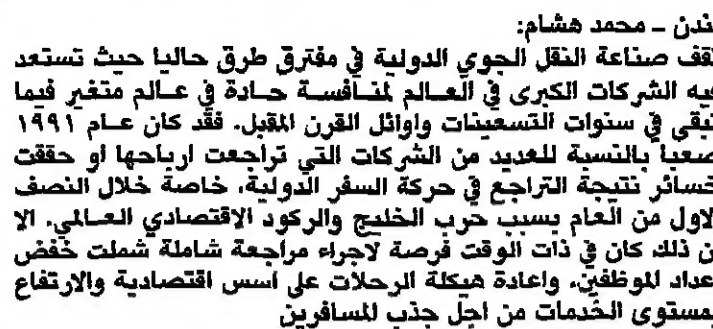 ندن - محمد هشام:
تقف صناعة النقل الجوي الدولية في مفترق طرق حاليا حيث تستعد
فيه الشركات الكبرى في العالم لمنافسة حادة في عالم متغير فيما
تبقى في سنوات التسعينات واوائل القرن المقبل. فقد كان عام ١٩٩١
صعباً بالنسبة للعديد من الشركات التي تراجعت ارباحها أو حققت
خسائر نتيجة التراجع في حركة السفر الدولية، خاصة خلال النصف
لاول من العام بسبب حرب الخليج والركود الاقتصادي العالمي. الا
ن ذلك كان في ذات الوقت فرصة لاجراء مراجعة شاملة شملت خفض
عداد الموظفين، واعادة هيكلة الرحلات على اسس اقتصادية والارتفاع
بمستوى الخدمات من اجل جذب المسافرين